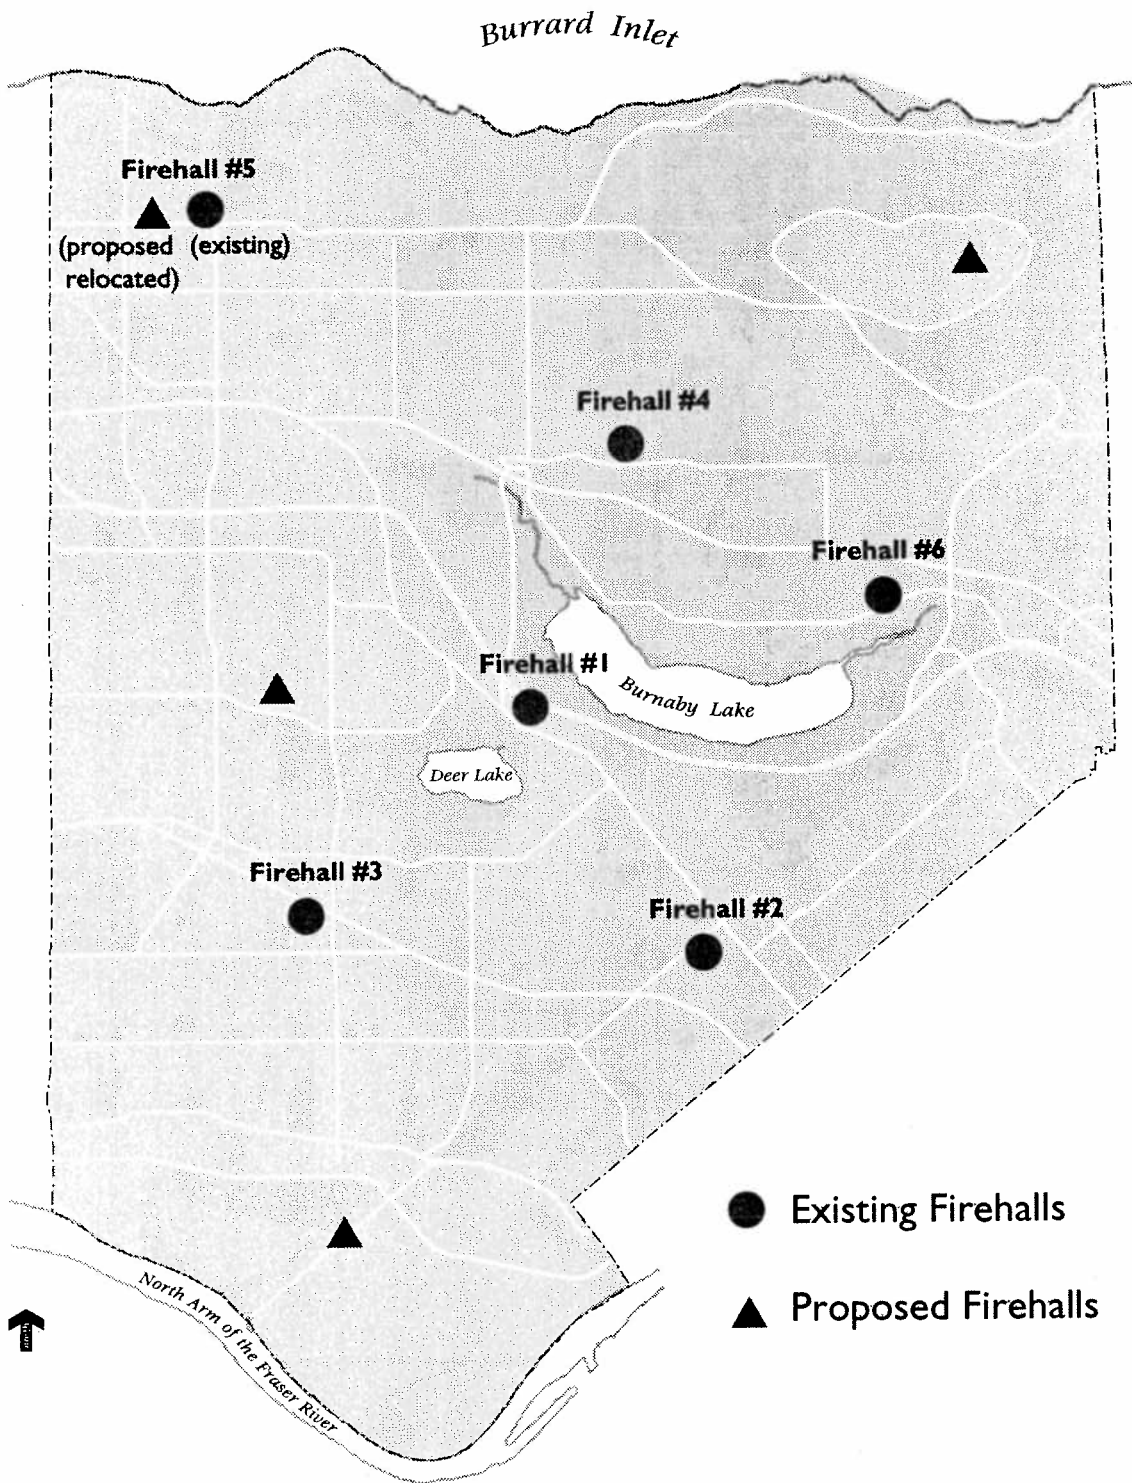 Burrard Inlet
Firehall #5
(proposed (existing)
relocated)
Firehall #4
Firehall #6
Firehall #1
Burnaby Lake
Deer Lake
Firehall #3
Firehall #2
Existing Firehalls
Proposed Firehalls
North Arm of the Fraser River